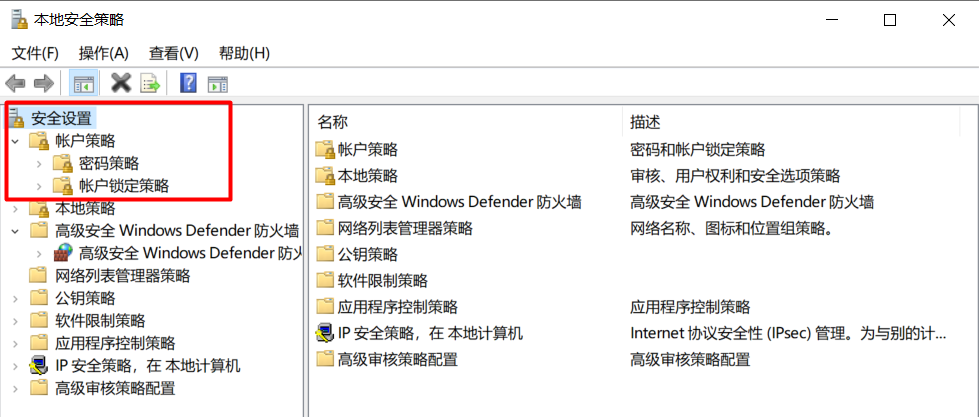 本地安全策略
文件(F) 操作(A) 查看(V) 帮助(H)
安全设置
帐户策略
密码策略
帐户锁定策略
本地策略
高级安全 Windows Defender 防火墙
高级安全 Windows Defender 防火
网络列表管理器策略
公钥策略
软件限制策略
应用程序控制策略
IP 安全策略，在 本地计算机
高级审核策略配置
名称 描述
帐户策略 密码和帐户锁定策略
本地策略 审核、用户权利和安全选项策略
高级安全 Windows Defender 防火墙 高级安全 Windows Defender 防火墙
网络列表管理器策略 网络名称、图标和位置组策略。
公钥策略
软件限制策略
应用程序控制策略 应用程序控制策略
IP 安全策略，在 本地计算机 Internet 协议安全性 (IPsec) 管理。为与别的计...
高级审核策略配置 高级审核策略配置